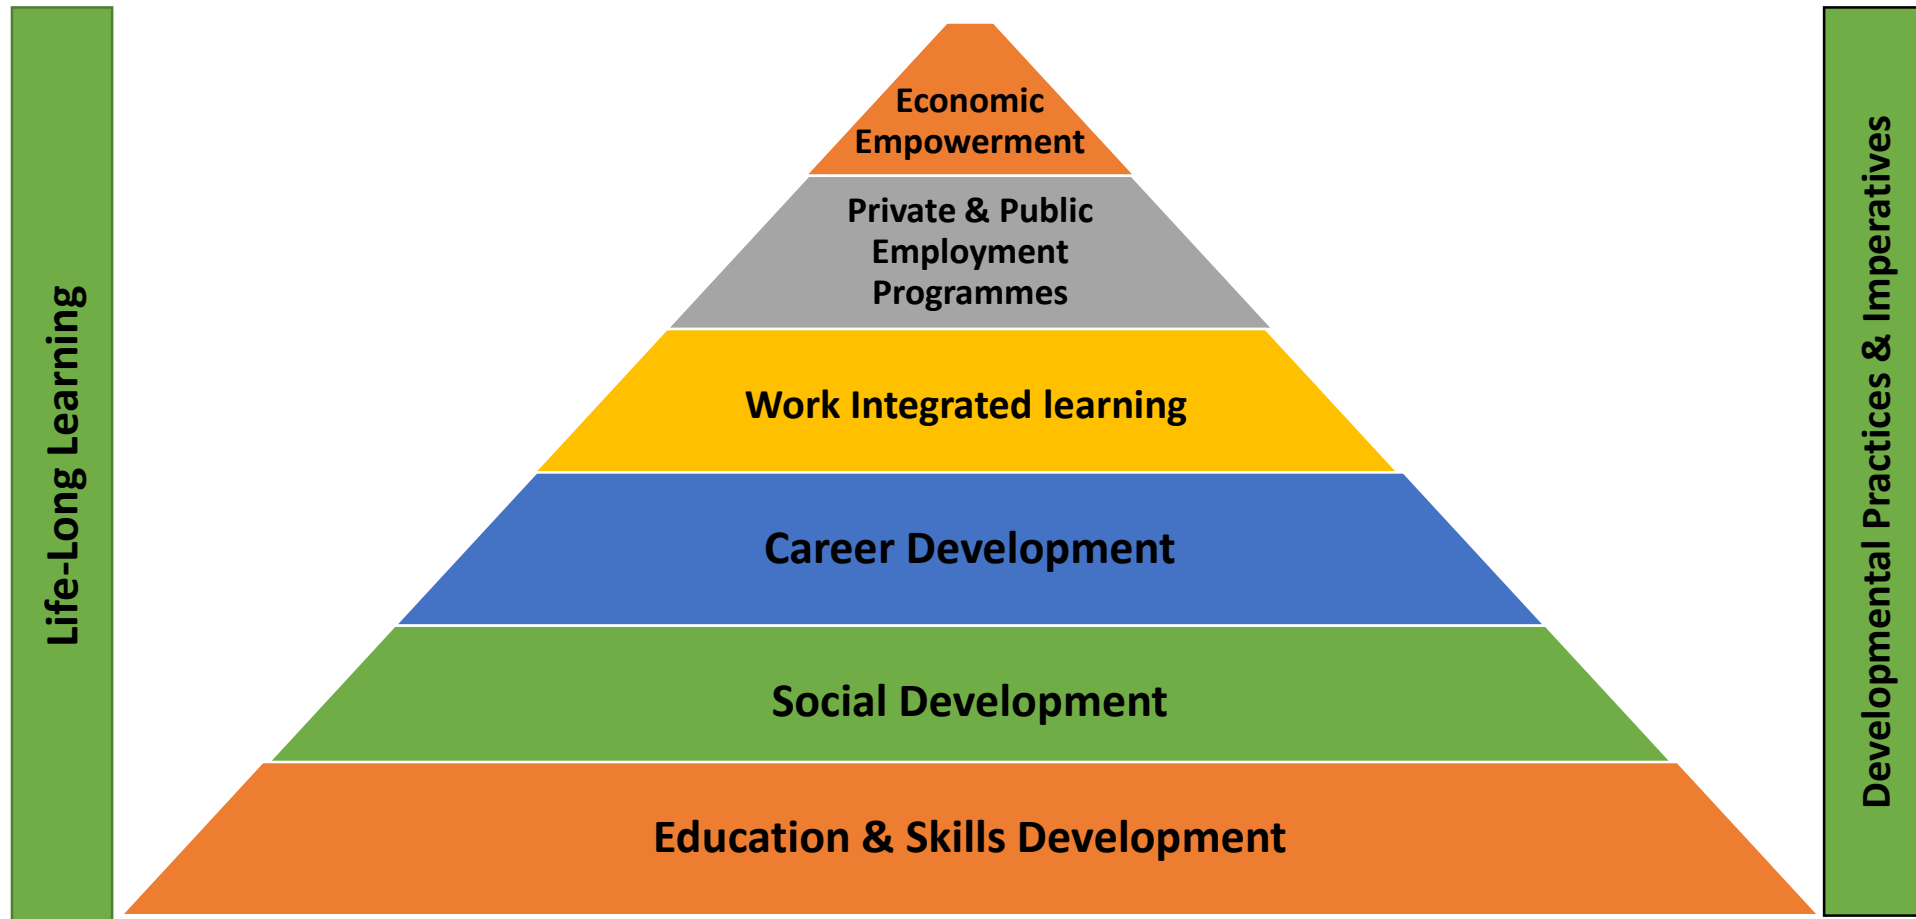 Life-Long Learning
Economic
Empowerment
Private & Public
Employment
Programmes
Work Integrated learning
Career Development
Social Development
Education & Skills Development
Developmental Practices & Imperatives